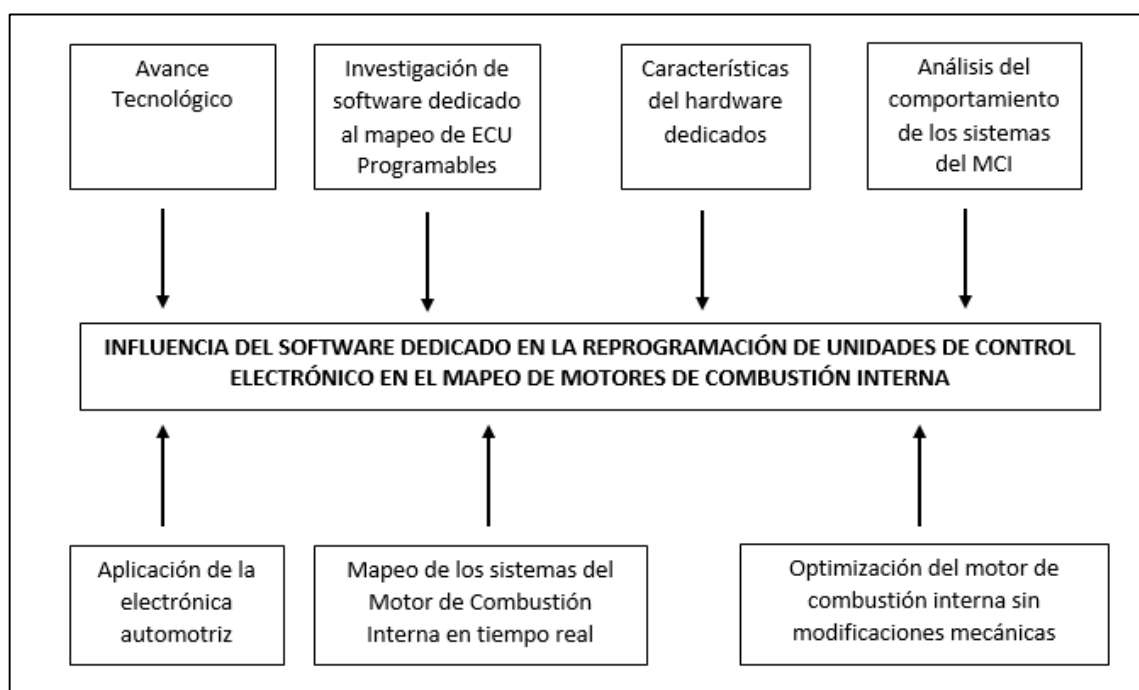 Avance
Tecnológico
Investigación de
software dedicado
al mapeo de ECU
Programables
Características
del hardware
dedicados
Análisis del
comportamiento
de los sistemas
del MCI
INFLUENCIA DEL SOFTWARE DEDICADO EN LA REPROGRAMACIÓN DE UNIDADES DE CONTROL
ELECTRÓNICO EN EL MAPEO DE MOTORES DE COMBUSTIÓN INTERNA
Aplicación de la
electrónica
automotriz
Mapeo de los sistemas del
Motor de Combustión
Interna en tiempo real
Optimización del motor de
combustión interna sin
modificaciones mecánicas